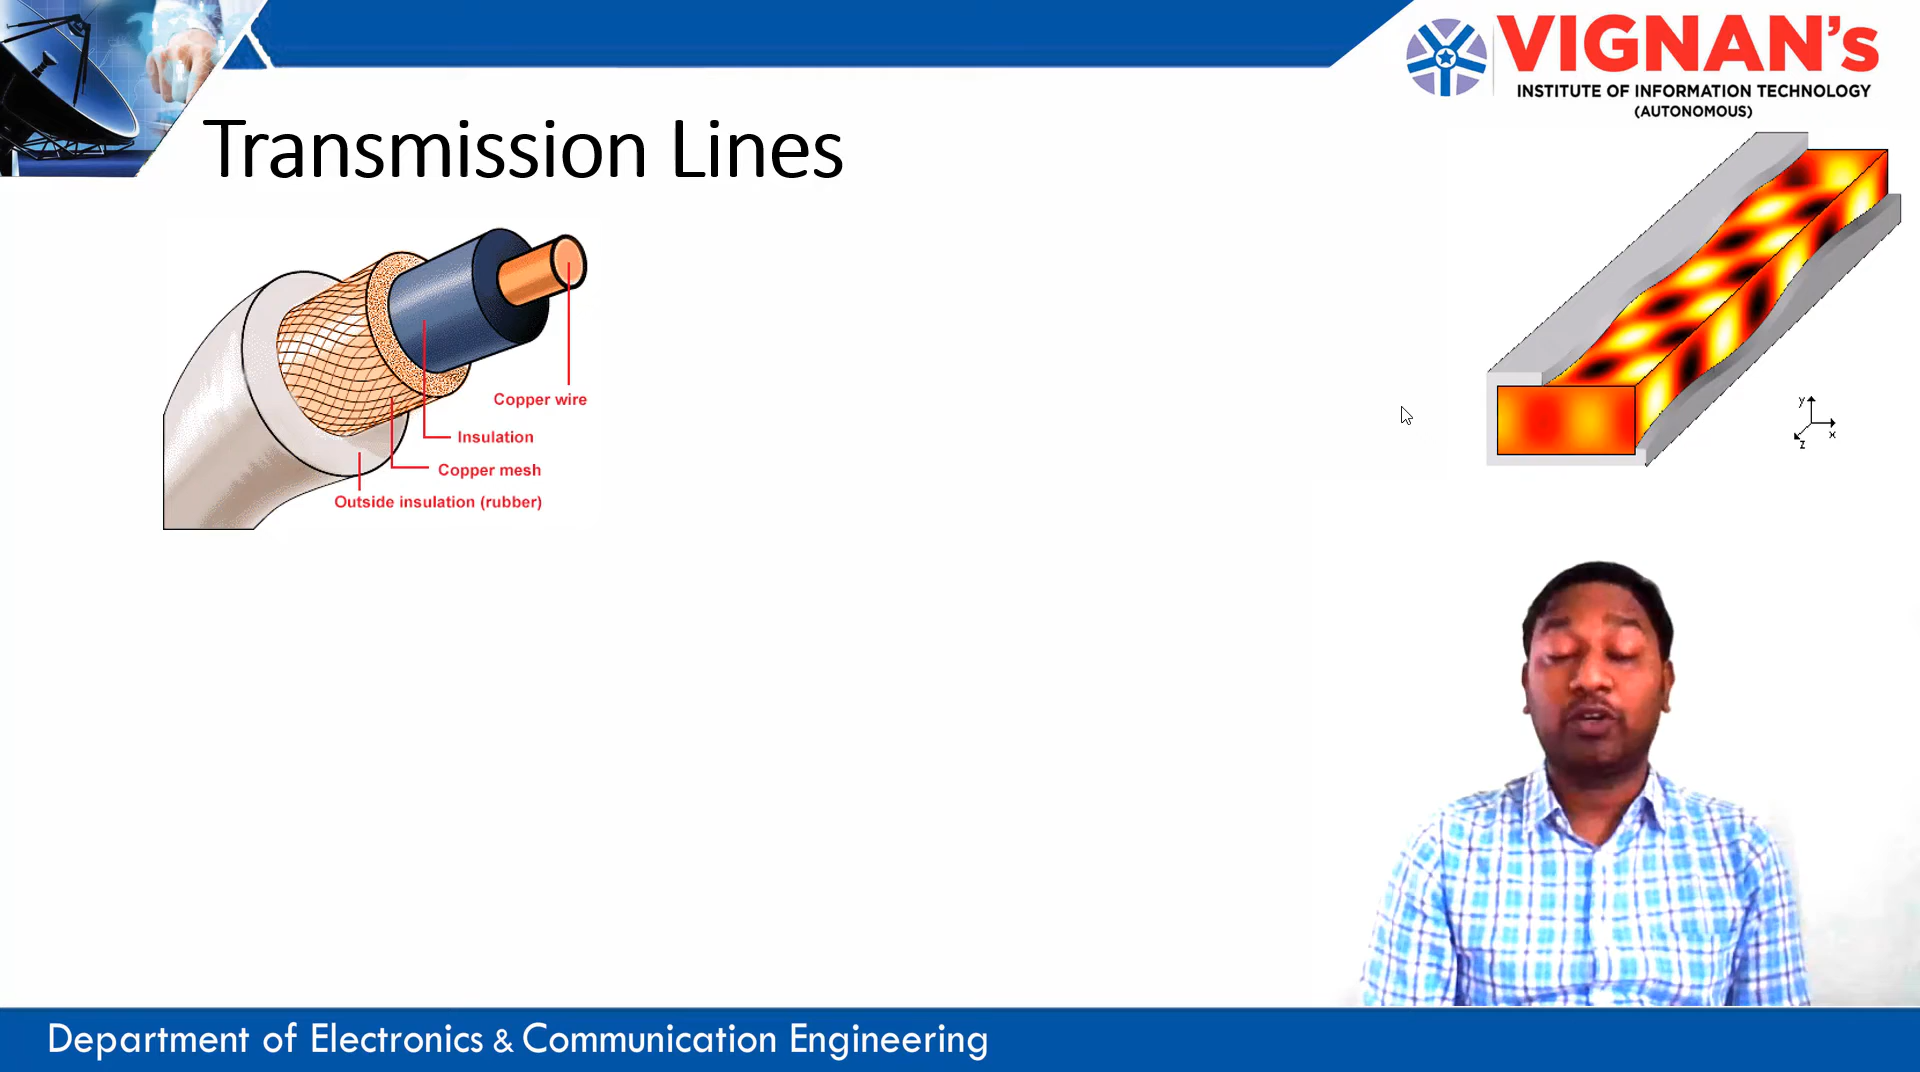 VIGNAN's
INSTITUTE OF INFORMATION TECHNOLOGY
(AUTONOMOUS)
Transmission Lines
Copper wire
Insulation
Copper mesh
Outside insulation (rubber)
y
x
z
Department of Electronics & Communication Engineering